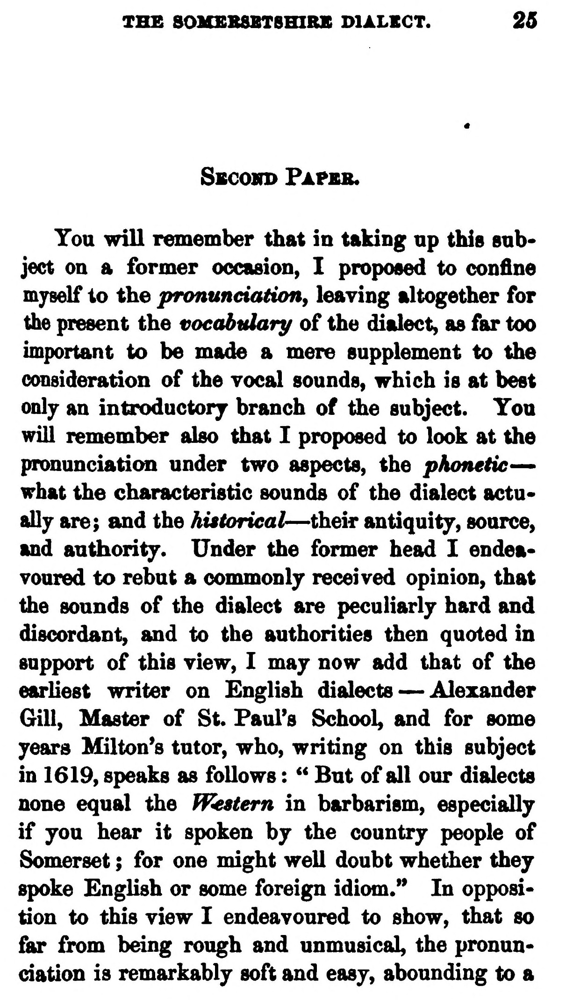 THE SOMERSETSHIRE DIALECT. 25
SECOND PAPER.
You will remember that in taking up this sub-
ject on a former occasion, I proposed to confine
myself to the pronunciation, leaving altogether for
the present the vocabulary of the dialect, as far too
important to be made a mere supplement to the
consideration of the vocal sounds, which is at best
only an introductory branch of the subject. You
will remember also that I proposed to look at the
pronunciation under two aspects, the phonetic—
what the characteristic sounds of the dialect actu-
ally are; and the historical—their antiquity, source,
and authority. Under the former head I endea-
voured to rebut a commonly received opinion, that
the sounds of the dialect are peculiarly hard and
discordant, and to the authorities then quoted in
support of this view, I may now add that of the
earliest writer on English dialects — Alexander
Gill, Master of St. Paul's School, and for some
years Milton's tutor, who, writing on this subject
in 1619, speaks as follows : “ But of all our dialects
none equal the Western in barbarism, especially
if you hear it spoken by the country people of
Somerset ; for one might well doubt whether they
spoke English or some foreign idiom.” In opposi-
tion to this view I endeavoured to show, that so
far from being rough and unmusical, the pronun-
ciation is remarkably soft and easy, abounding to a